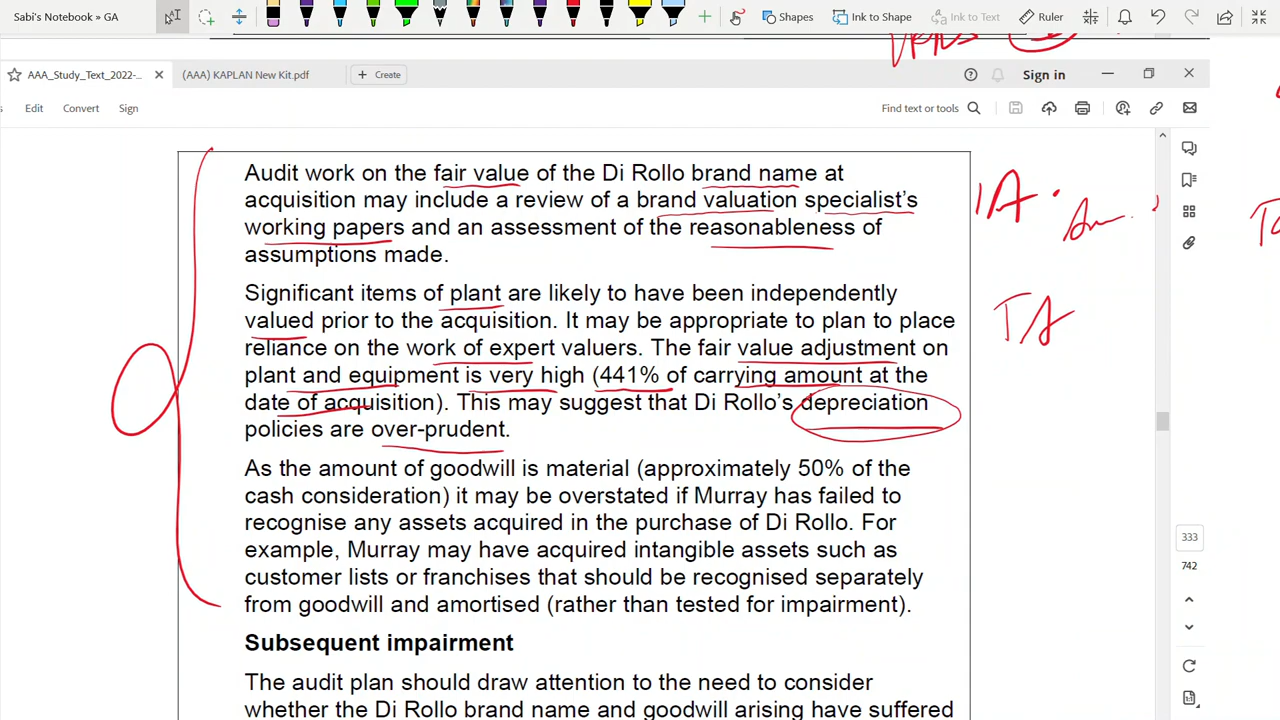 Sabi's Notebook » GA
Shapes
Ink to Shape
Ink to Text
Ruler
AAA_Study_Text_2022-...
(AAA) KAPLAN New Kit.pdf
Create
Sign in
Edit Convert Sign
Find text or tools
Audit work on the fair value of the Di Rollo brand name at
acquisition may include a review of a brand valuation specialist's
working papers and an assessment of the reasonableness of
assumptions made.
IA
Significant items of plant are likely to have been independently
valued prior to the acquisition. It may be appropriate to plan to place
reliance on the work of expert valuers. The fair value adjustment on
plant and equipment is very high (441% of carrying amount at the
date of acquisition). This may suggest that Di Rollo's depreciation
policies are over-prudent.
TA
As the amount of goodwill is material (approximately 50% of the
cash consideration) it may be overstated if Murray has failed to
recognise any assets acquired in the purchase of Di Rollo. For
example, Murray may have acquired intangible assets such as
customer lists or franchises that should be recognised separately
from goodwill and amortised (rather than tested for impairment).
333
742
Subsequent impairment
The audit plan should draw attention to the need to consider
whether the Di Rollo brand name and goodwill arising have suffered